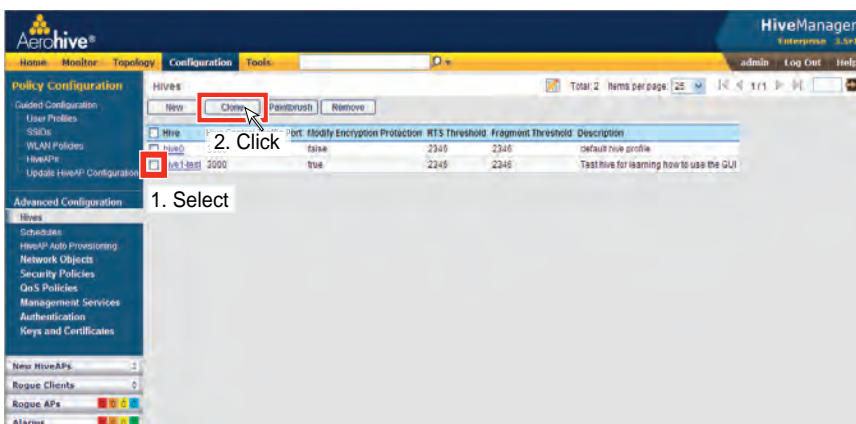 HiveManager
Aerohive®
Enterprise
Home Monitor Topology Configuration Tools admin Log Out Help
Policy Configuration
Hives
Total: 2 Items per page: 25 1/1
Guided Configuration
New Clone Paintbrush Remove
User Profiles
SSIDs
Hive Port Modify Encryption Protection RTS Threshold Fragment Threshold Description
WLAN Policies
hive0 false 2346 2346 default hive profile
2. Click
HiveAPs
3000 true 2346 2346 Test hive for learning how to use the GUI
Update HiveAP Configuration
1. Select
Advanced Configuration
Hives
Schedules
HiveAP Auto Provisioning
Network Objects
Security Policies
QoS Policies
Management Services
Authentication
Keys and Certificates
New HiveAPs
Rogue Clients
Rogue APs
Alarms